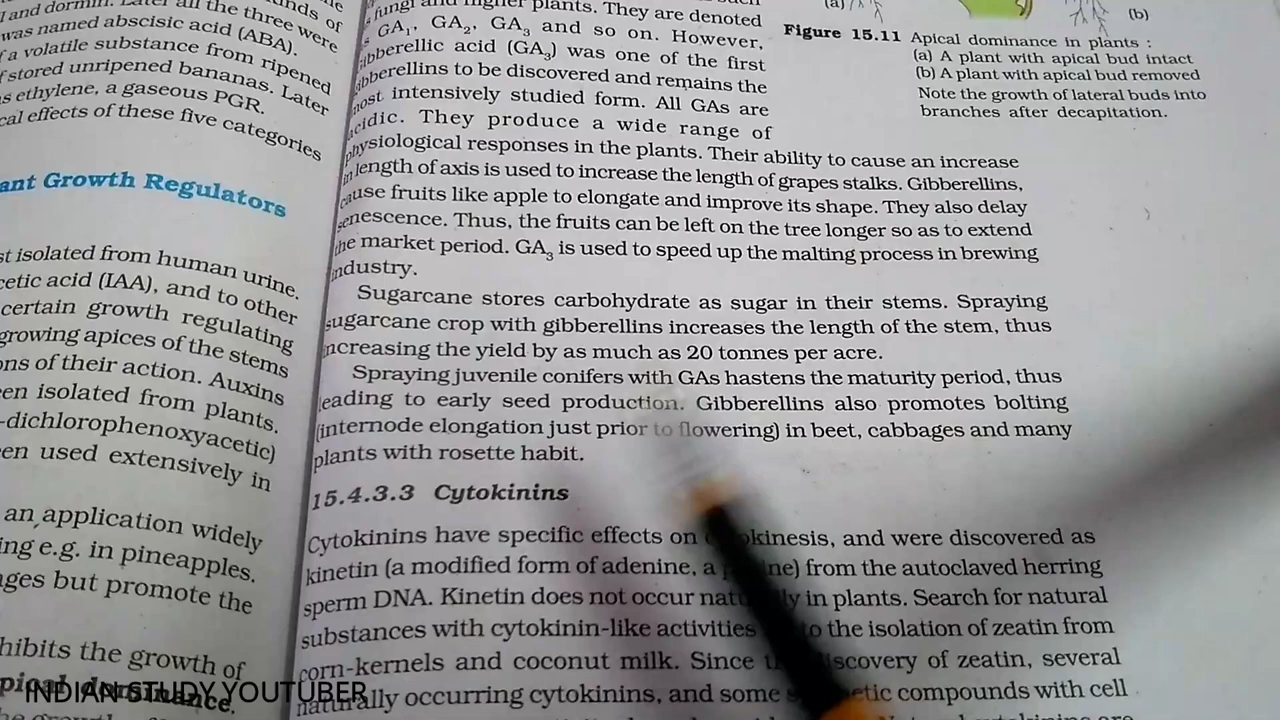 and dormin. Later all the three were
was named abscisic acid (ABA).
a volatile substance from ripened
stored unripened bananas. Later
s ethylene, a gaseous PGR.
cal effects of these five categories
ant Growth Regulators
st isolated from human urine.
cetic acid (IAA), and to other
certain growth regulating
growing apices of the stems
ons of their action. Auxins
en isolated from plants.
-dichlorophenoxyacetic)
en used extensively in
an application widely
ing e.g. in pineapples.
ages but promote the
hibits the growth of
pical dominance.
fungi and higher plants. They are denoted
GA1, GA2, GA3 and so on. However,
ibberellic acid (GA3) was one of the first
ibberellins to be discovered and remains the
most intensively studied form. All GAs are
acidic. They produce a wide range of
physiological responses in the plants. Their ability to cause an increase
in length of axis is used to increase the length of grapes stalks. Gibberellins,
cause fruits like apple to elongate and improve its shape. They also delay
senescence. Thus, the fruits can be left on the tree longer so as to extend
the market period. GA3 is used to speed up the malting process in brewing
industry.
Sugarcane stores carbohydrate as sugar in their stems. Spraying
sugarcane crop with gibberellins increases the length of the stem, thus
increasing the yield by as much as 20 tonnes per acre.
Spraying juvenile conifers with GAs hastens the maturity period, thus
leading to early seed production. Gibberellins also promotes bolting
(internode elongation just prior to flowering) in beet, cabbages and many
plants with rosette habit.
15.4.3.3 Cytokinins
Cytokinins have specific effects on kinesis, and were discovered as
kinetin (a modified form of adenine, a ne) from the autoclaved herring
sperm DNA. Kinetin does not occur naturally in plants. Search for natural
substances with cytokinin-like activities to the isolation of zeatin from
corn-kernels and coconut milk. Since discovery of zeatin, several
naturally occurring cytokinins, and some etic compounds with cell
(a)
(b)
Figure 15.11 Apical dominance in plants :
(a) A plant with apical bud intact
(b) A plant with apical bud removed
Note the growth of lateral buds into
branches after decapitation.
INDIAN STUDY YOUTUBER